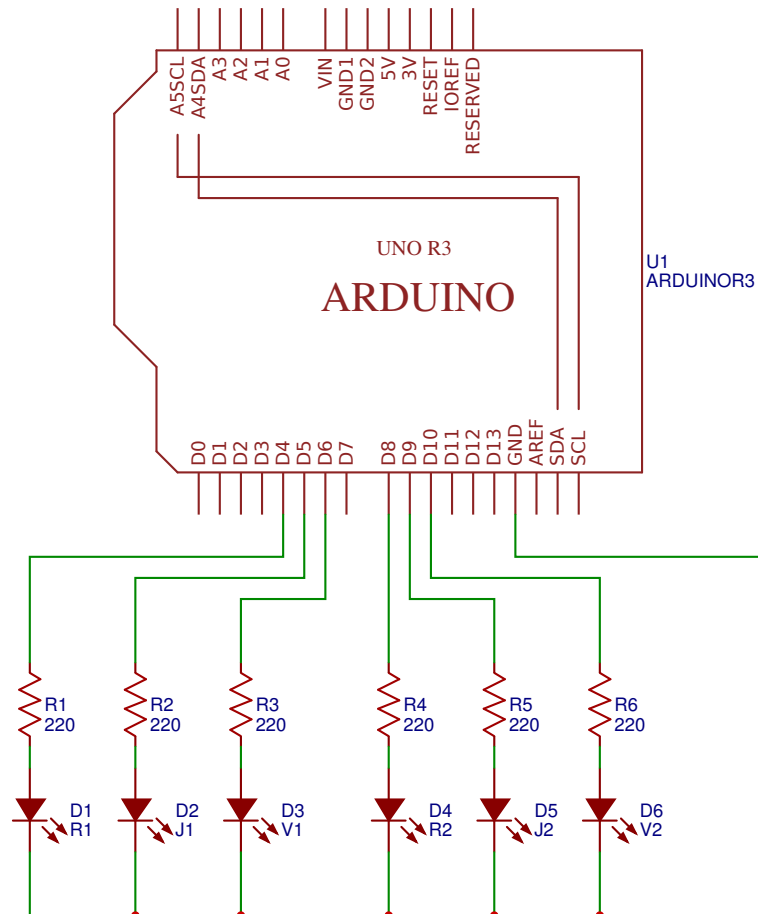 A5SCL
A4SDA
A3
A2
A1
A0
VIN
GND1
GND2
5V
3V
RESET
IOREF
RESERVED
UNO R3
ARDUINO
U1
ARDUINOR3
D0
D1
D2
D3
D4
D5
D6
D7
D8
D9
D10
D11
D12
D13
GND
AREF
SDA
SCL
R1
220
R2
220
R3
220
R4
220
R5
220
R6
220
D1
R1
D2
J1
D3
V1
D4
R2
D5
J2
D6
V2